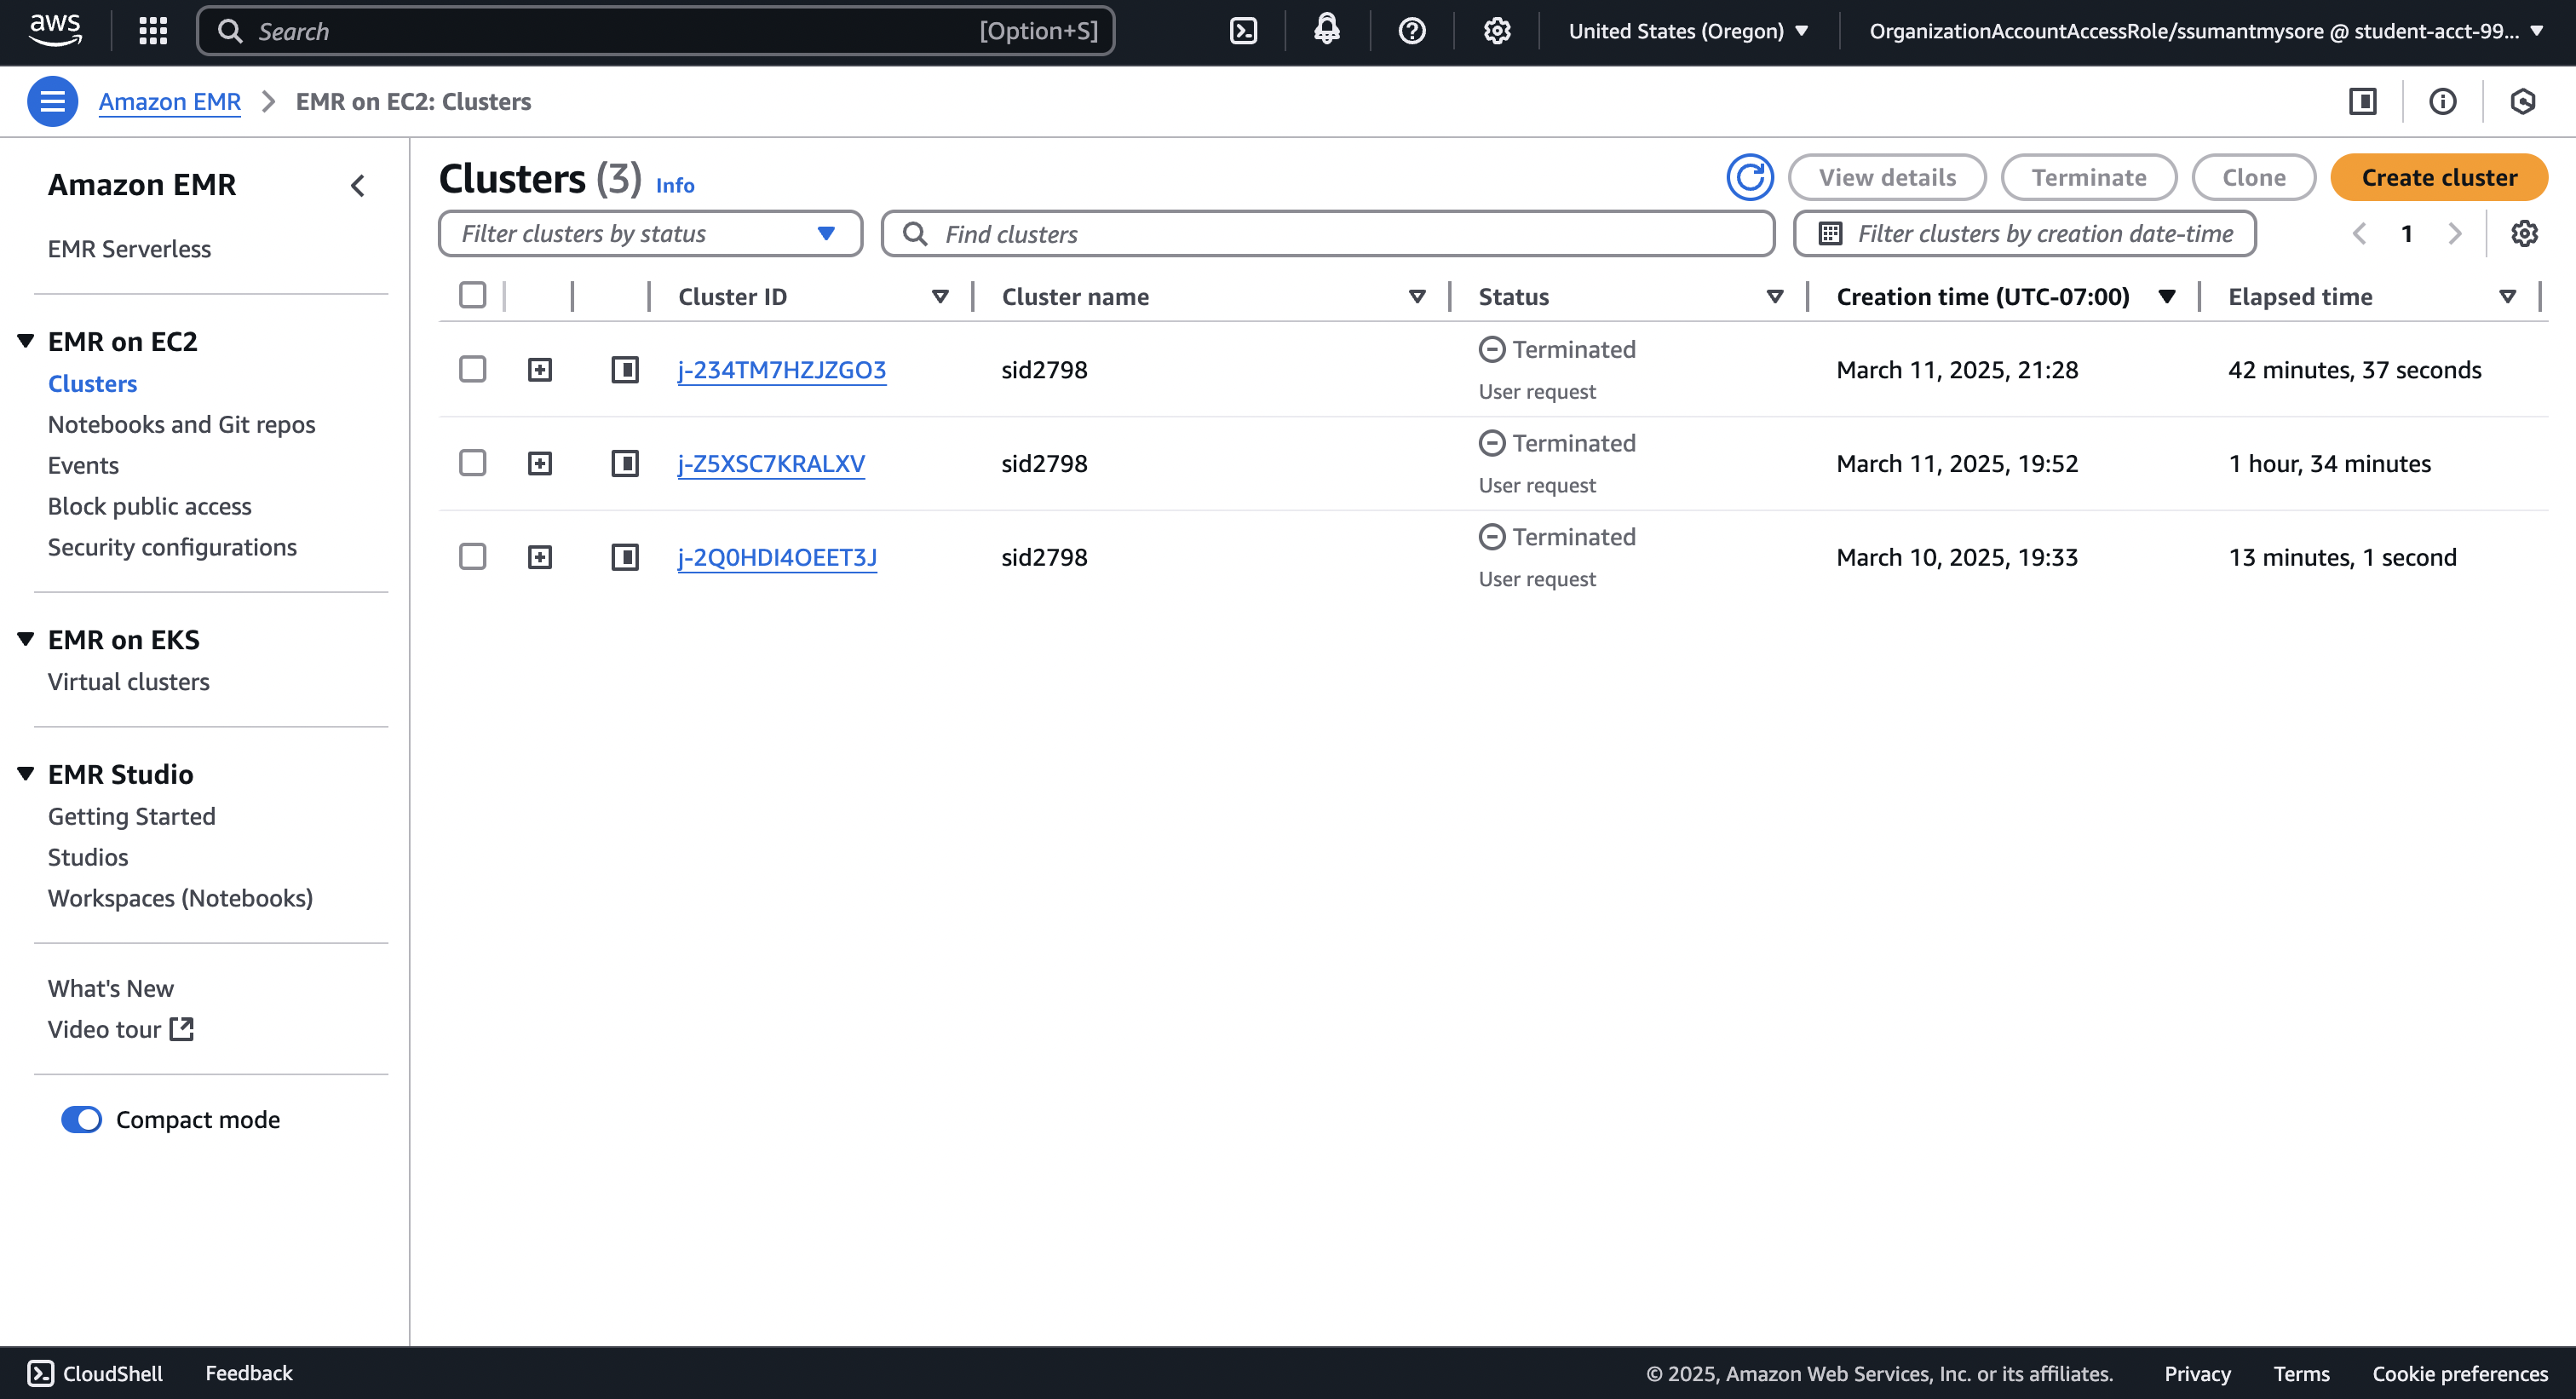 aws
Search [Option+S] United States (Oregon) OrganizationAccountAccessRole/ssumantmysore @ student-acct-99...
Amazon EMR EMR on EC2: Clusters
Amazon EMR
EMR Serverless
EMR on EC2
Clusters
Notebooks and Git repos
Events
Block public access
Security configurations
EMR on EKS
Virtual clusters
EMR Studio
Getting Started
Studios
Workspaces (Notebooks)
What's New
Video tour
Compact mode
Clusters (3) Info View details Terminate Clone Create cluster
Filter clusters by status Find clusters Filter clusters by creation date-time 1
Cluster ID Cluster name Status Creation time (UTC-07:00) Elapsed time
j-234TM7HZJZGO3 sid2798 Terminated March 11, 2025, 21:28 42 minutes, 37 seconds
User request
j-Z5XSC7KRALXV sid2798 Terminated March 11, 2025, 19:52 1 hour, 34 minutes
User request
j-2Q0HDI4OEET3J sid2798 Terminated March 10, 2025, 19:33 13 minutes, 1 second
User request
CloudShell Feedback © 2025, Amazon Web Services, Inc. or its affiliates. Privacy Terms Cookie preferences